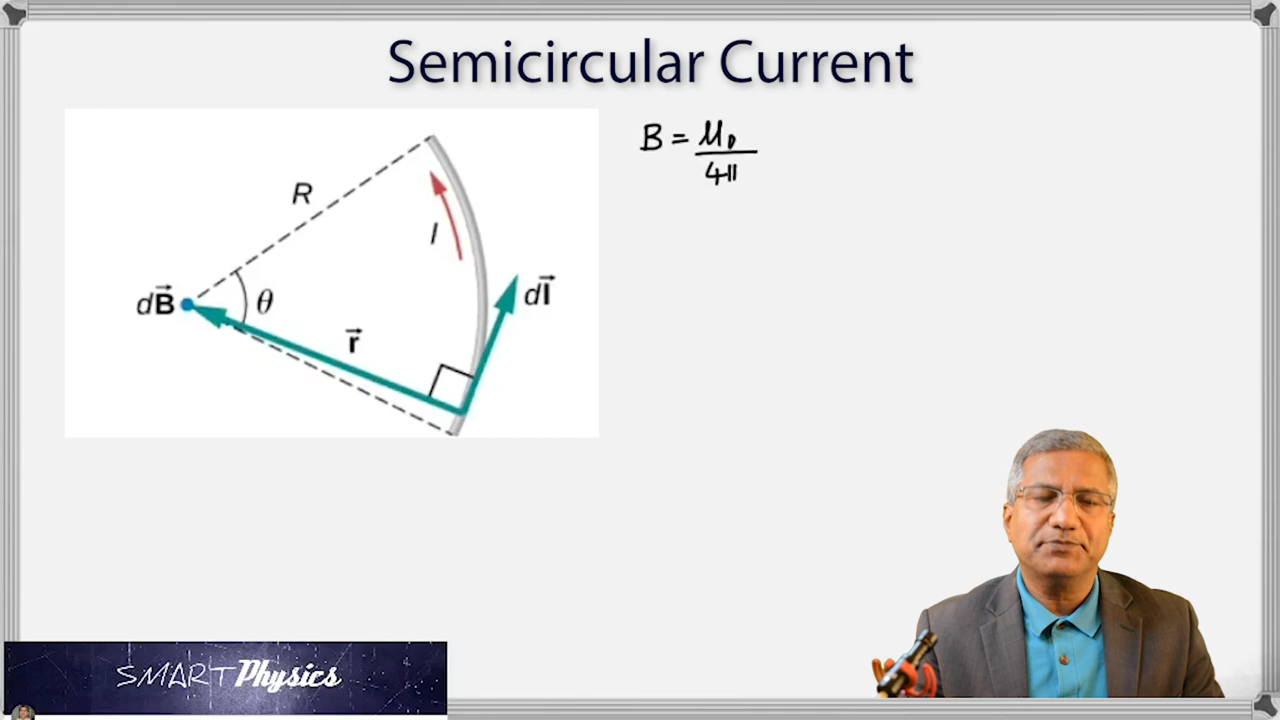 Semicircular Current
B = μ₀
4π
R
I
dB⃗
θ
r⃗
dl⃗
SMART Physics